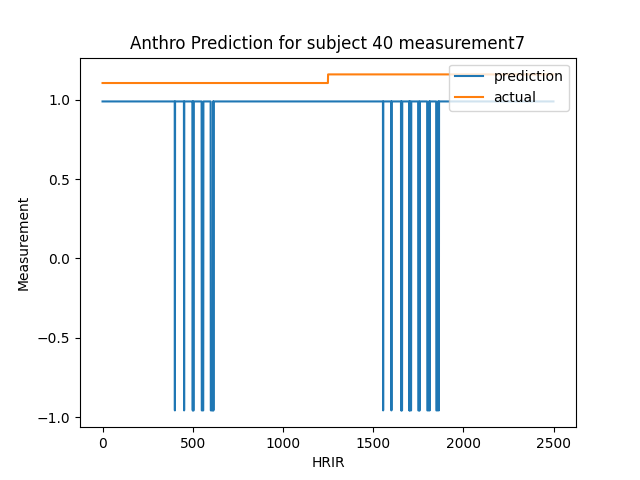 Anthro Prediction for subject 40 measurement7
prediction
actual
1.0
0.5
0.0
−0.5
−1.0
Measurement
0 500 1000 1500 2000 2500
HRIR